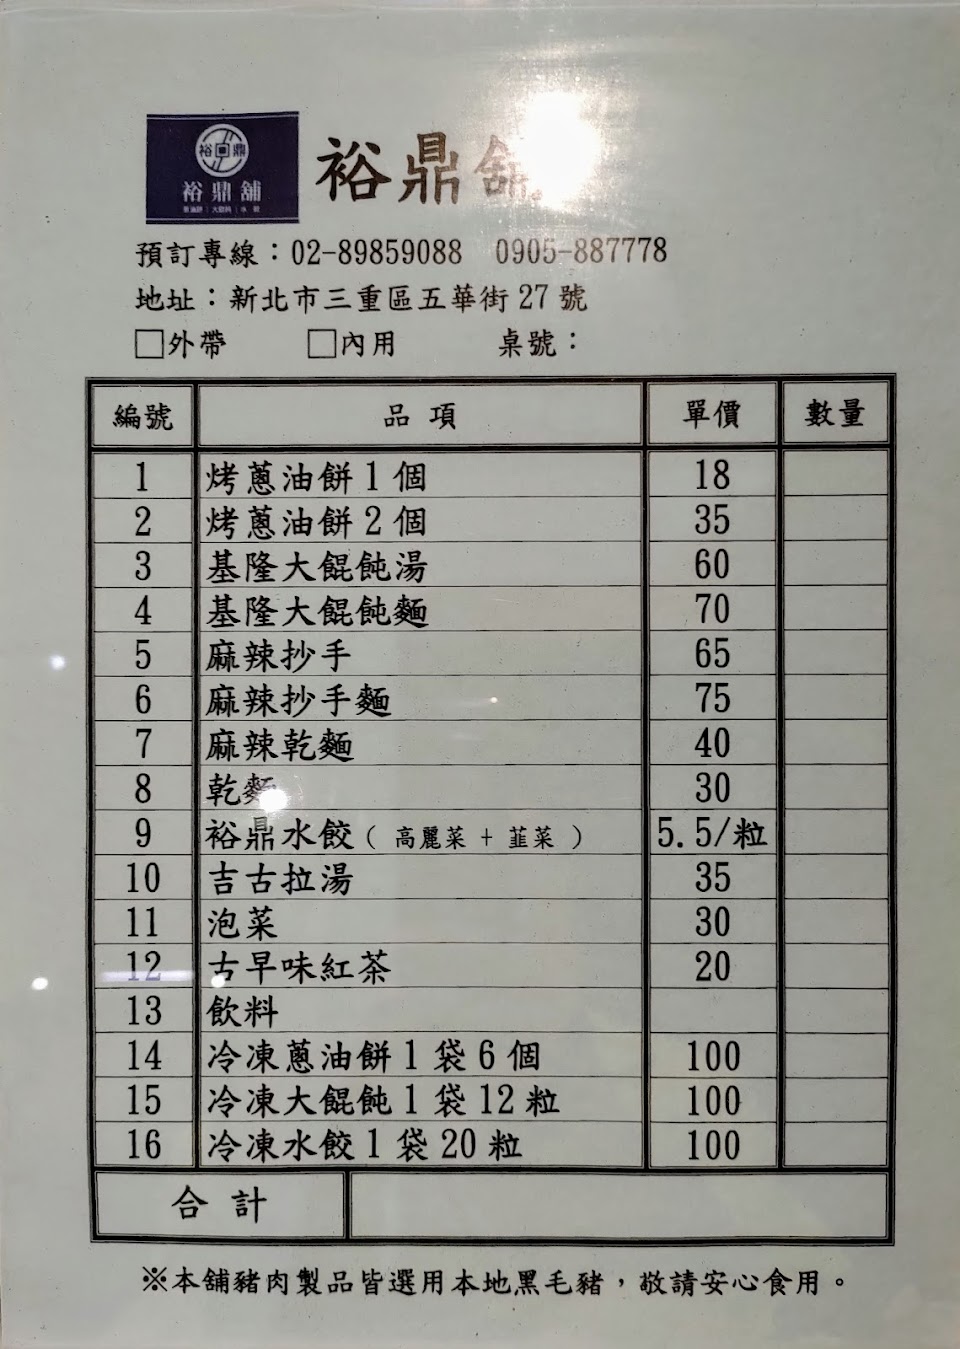 裕鼎
裕鼎舖
裕鼎舖
預訂專線：02-89859088 0905-887778
地址：新北市三重區五華街 27 號
□外帶 □內用 桌號：
編號 品項 單價 數量
1 烤蔥油餅 1 個 18
2 烤蔥油餅 2 個 35
3 基隆大餛飩湯 60
4 基隆大餛飩麵 70
5 麻辣抄手 65
6 麻辣抄手麵 75
7 麻辣乾麵 40
8 乾麵 30
9 裕鼎水餃（ 高麗菜 + 韮菜 ） 5.5/粒
10 吉古拉湯 35
11 泡菜 30
12 古早味紅茶 20
13 飲料
14 冷凍蔥油餅 1 袋 6 個 100
15 冷凍大餛飩 1 袋 12 粒 100
16 冷凍水餃 1 袋 20 粒 100
合計
※本舖豬肉製品皆選用本地黑毛豬，敬請安心食用。